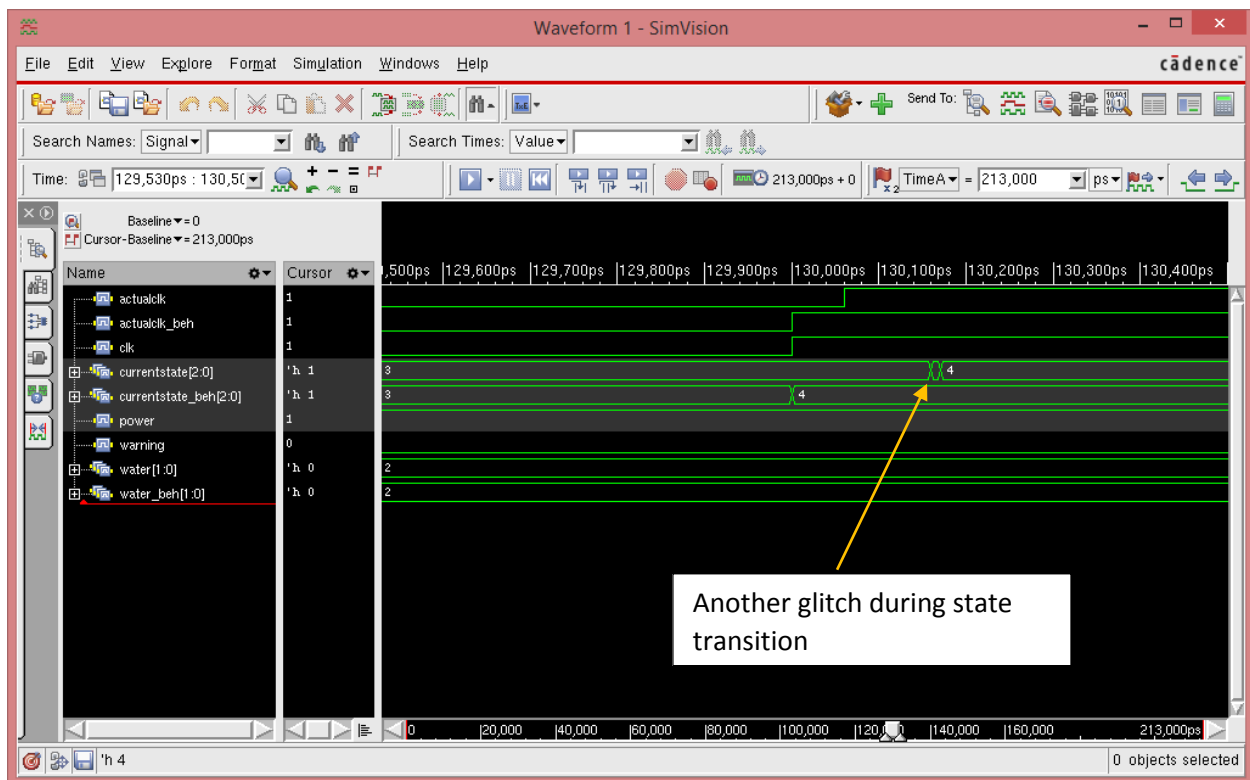 Waveform 1 - SimVision
File Edit View Explore Format Simulation Windows Help
cādence
Send To:
Search Names: Signal
Search Times: Value
Time: 129,530ps : 130,50
213,000ps + 0
TimeA = 213,000 ps
Baseline = 0
Cursor-Baseline = 213,000ps
Name Cursor
,500ps 129,600ps 129,700ps 129,800ps 129,900ps 130,000ps 130,100ps 130,200ps 130,300ps 130,400ps
actualclk 1
actualclk_beh 1
clk 1
currentstate[2:0] 'h 1 3 4
currentstate_beh[2:0] 'h 1 3 4
power 1
warning 0
water[1:0] 'h 0 2
water_beh[1:0] 'h 0 2
Another glitch during state
transition
0 20,000 40,000 60,000 80,000 100,000 120,0 140,000 160,000 213,000ps
'h 4
0 objects selected